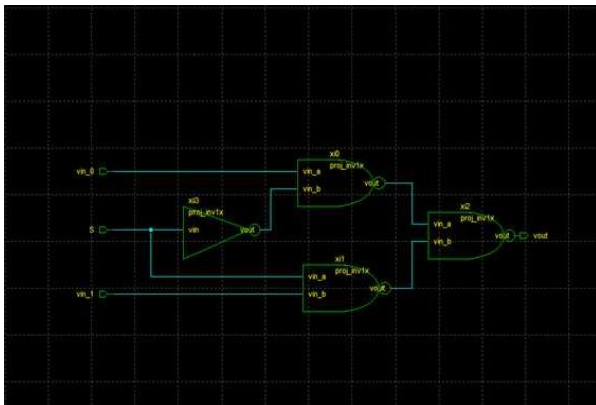 xi0
proj_inv1x
vin_0
vin_a
vout
vin_b
xi3
proj_inv1x
xi2
proj_inv1x
S
vin
vout
vin_a
vout
vout
vin_b
xi1
proj_inv1x
vin_a
vout
vin_1
vin_b